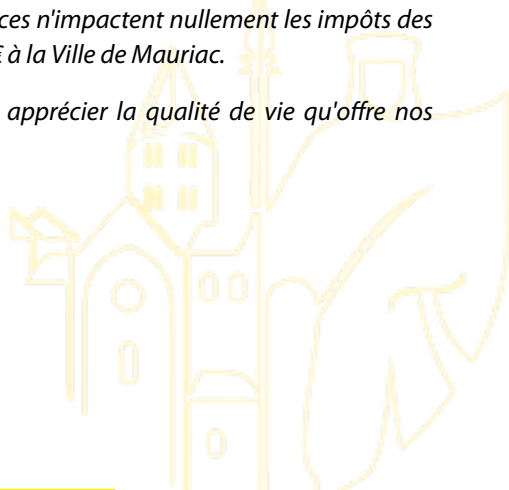 ces n'impactent nullement les impôts des
€ à la Ville de Mauriac.
apprécier la qualité de vie qu'offre nos